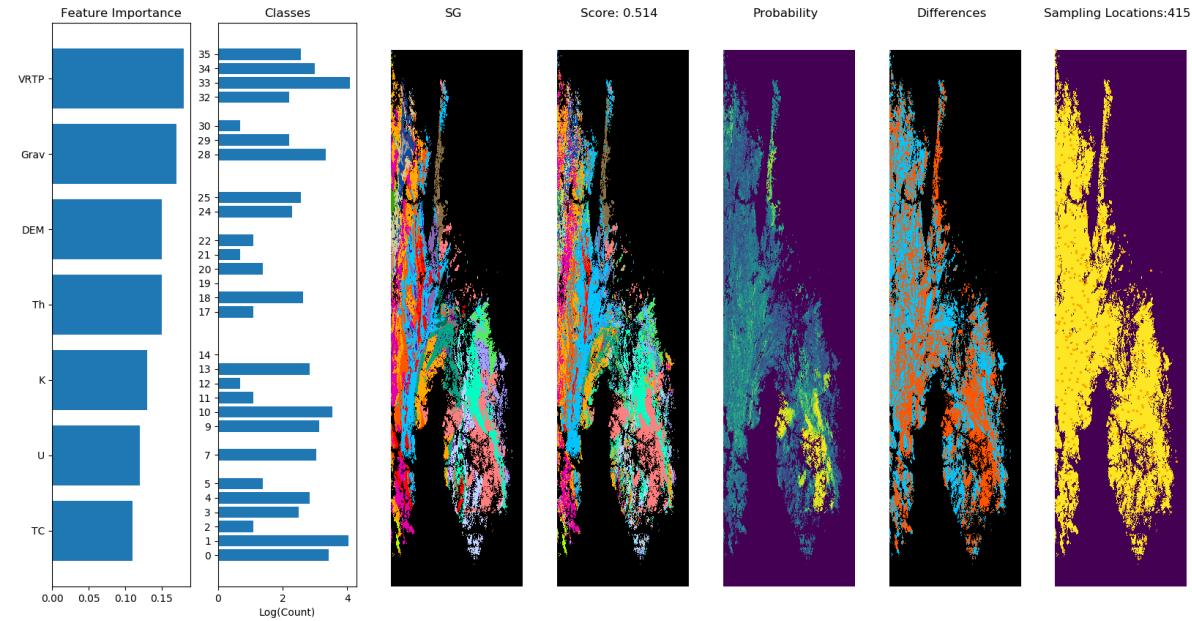 Feature Importance
Classes
SG
Score: 0.514
Probability
Differences
Sampling Locations:415
VRTP
Grav
DEM
Th
K
U
TC
0.00
0.05
0.10
0.15
35
34
33
32
30
29
28
25
24
22
21
20
19
18
17
14
13
12
11
10
9
7
5
4
3
2
1
0
0
2
4
Log(Count)